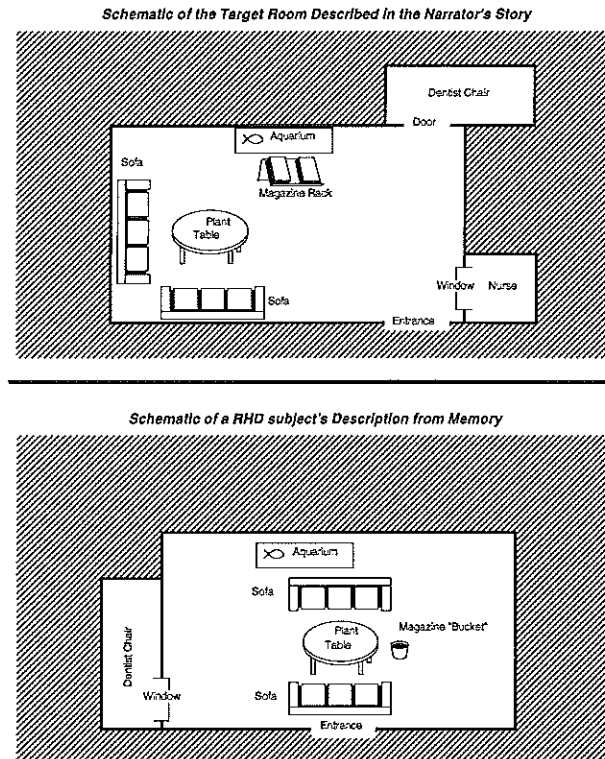 Schematic of the Target Room Described in the Narrator's Story
Dentist Chair
Door
Aquarium
Sofa
Magazine Rack
Plant
Table
Window
Nurse
Sofa
Entrance
Schematic of a RHD subject's Description from Memory
Aquarium
Sofa
Magazine "Bucket"
Plant
Table
Dentist Chair
Window
Sofa
Entrance